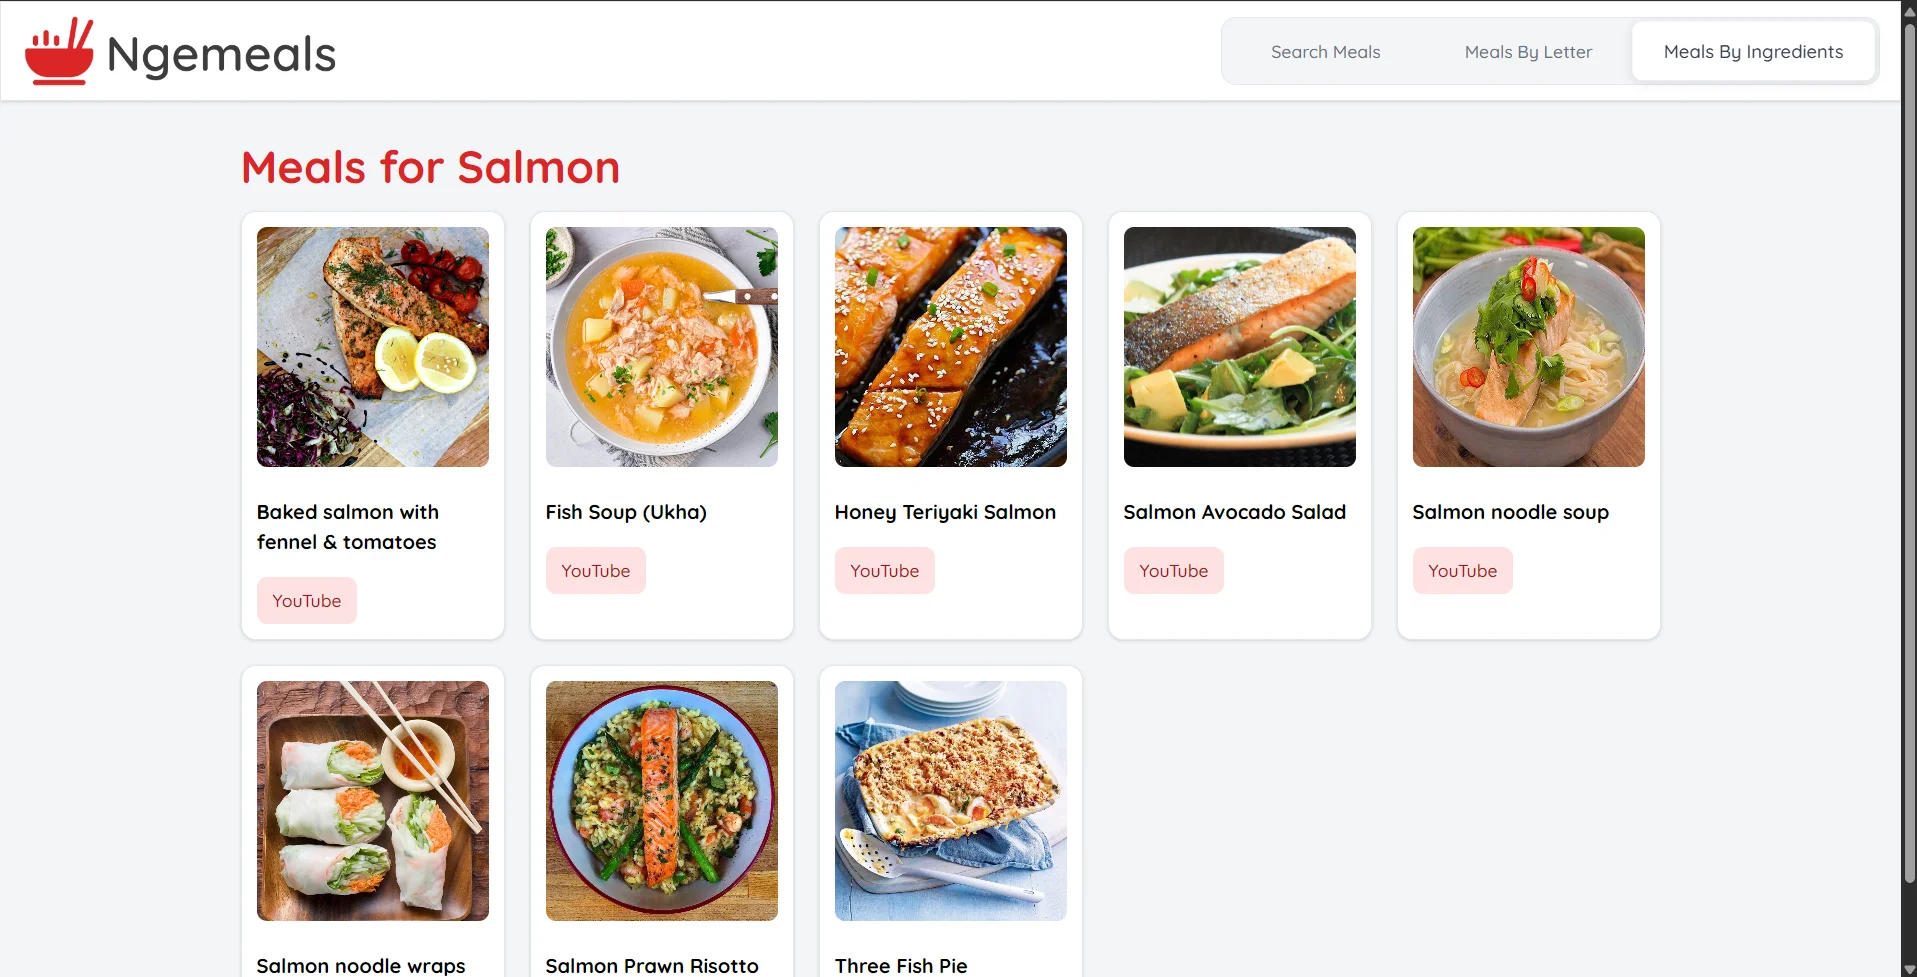 Ngemeals
Search Meals
Meals By Letter
Meals By Ingredients
Meals for Salmon
Baked salmon with
fennel & tomatoes
YouTube
Fish Soup (Ukha)
YouTube
Honey Teriyaki Salmon
YouTube
Salmon Avocado Salad
YouTube
Salmon noodle soup
YouTube
Salmon noodle wraps
Salmon Prawn Risotto
Three Fish Pie